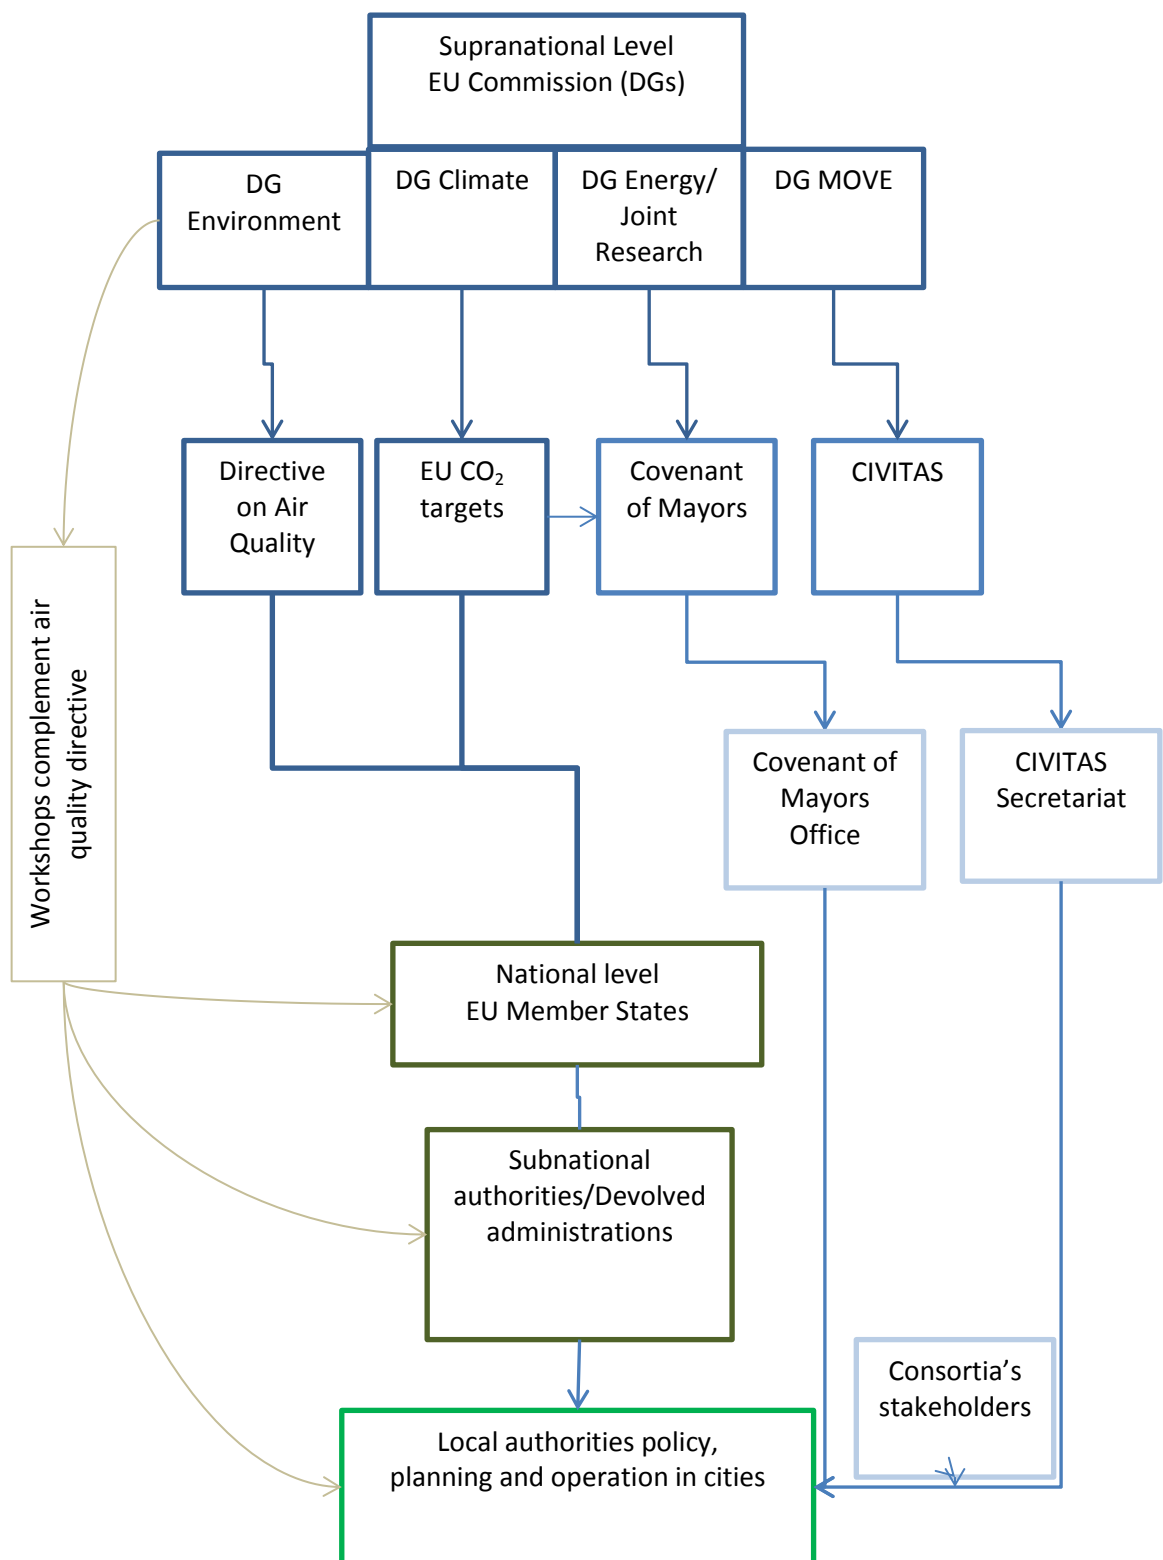 Supranational Level
EU Commission (DGs)
DG
Environment
DG Climate
DG Energy/
Joint
Research
DG MOVE
Directive
on Air
Quality
EU CO₂
targets
Covenant
of Mayors
CIVITAS
Workshops complement air
quality directive
Covenant of
Mayors
Office
CIVITAS
Secretariat
National level
EU Member States
Subnational
authorities/Devolved
administrations
Consortia’s
stakeholders
Local authorities policy,
planning and operation in cities